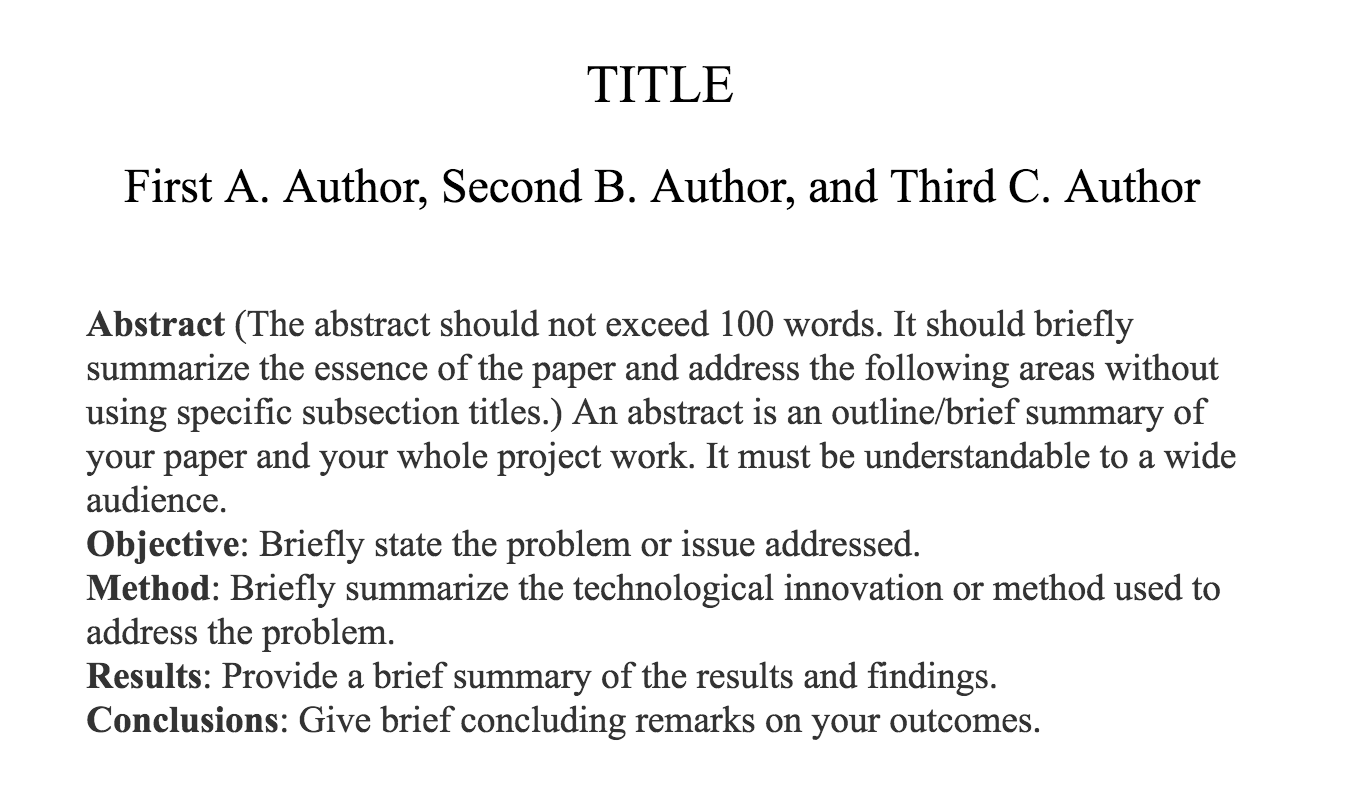 TITLE
First A. Author, Second B. Author, and Third C. Author
Abstract (The abstract should not exceed 100 words. It should briefly
summarize the essence of the paper and address the following areas without
using specific subsection titles.) An abstract is an outline/brief summary of
your paper and your whole project work. It must be understandable to a wide
audience.
Objective: Briefly state the problem or issue addressed.
Method: Briefly summarize the technological innovation or method used to
address the problem.
Results: Provide a brief summary of the results and findings.
Conclusions: Give brief concluding remarks on your outcomes.